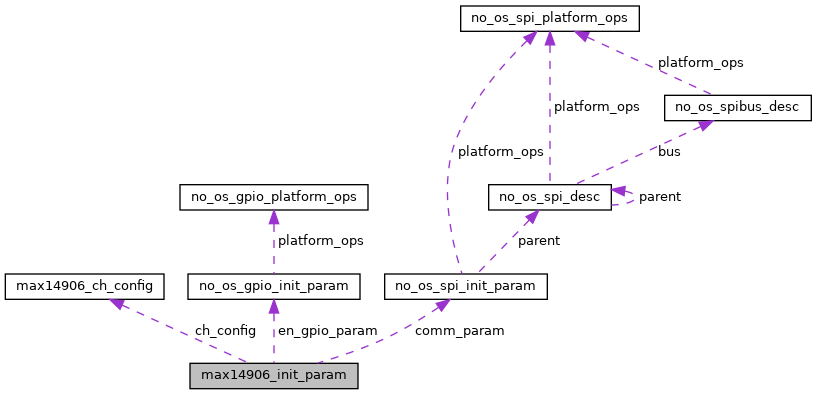 no_os_spi_platform_ops
platform_ops
no_os_spibus_desc
platform_ops
platform_ops
bus
no_os_gpio_platform_ops
no_os_spi_desc
parent
platform_ops
parent
max14906_ch_config
no_os_gpio_init_param
no_os_spi_init_param
ch_config
en_gpio_param
comm_param
max14906_init_param